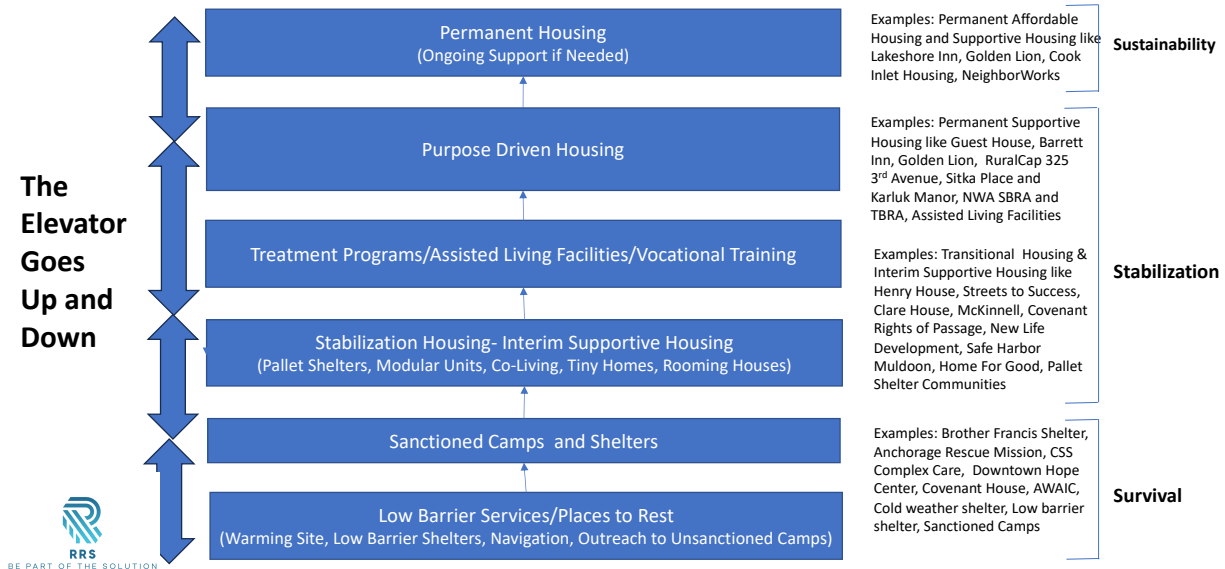 The
Elevator
Goes
Up and
Down
Permanent Housing
(Ongoing Support if Needed)
Purpose Driven Housing
Treatment Programs/Assisted Living Facilities/Vocational Training
Stabilization Housing- Interim Supportive Housing
(Pallet Shelters, Modular Units, Co-Living, Tiny Homes, Rooming Houses)
Sanctioned Camps and Shelters
Low Barrier Services/Places to Rest
(Warming Site, Low Barrier Shelters, Navigation, Outreach to Unsanctioned Camps)
Examples: Permanent Affordable
Housing and Supportive Housing like
Lakeshore Inn, Golden Lion, Cook
Inlet Housing, NeighborWorks
Sustainability
Examples: Permanent Supportive
Housing like Guest House, Barrett
Inn, Golden Lion, RuralCap 325
3rd Avenue, Sitka Place and
Karluk Manor, NWA SBRA and
TBRA, Assisted Living Facilities
Examples: Transitional Housing &
Interim Supportive Housing like
Henry House, Streets to Success,
Clare House, McKinnell, Covenant
Rights of Passage, New Life
Development, Safe Harbor
Muldoon, Home For Good, Pallet
Shelter Communities
Stabilization
Examples: Brother Francis Shelter,
Anchorage Rescue Mission, CSS
Complex Care, Downtown Hope
Center, Covenant House, AWAIC,
Cold weather shelter, Low barrier
shelter, Sanctioned Camps
Survival
RRS
BE PART OF THE SOLUTION